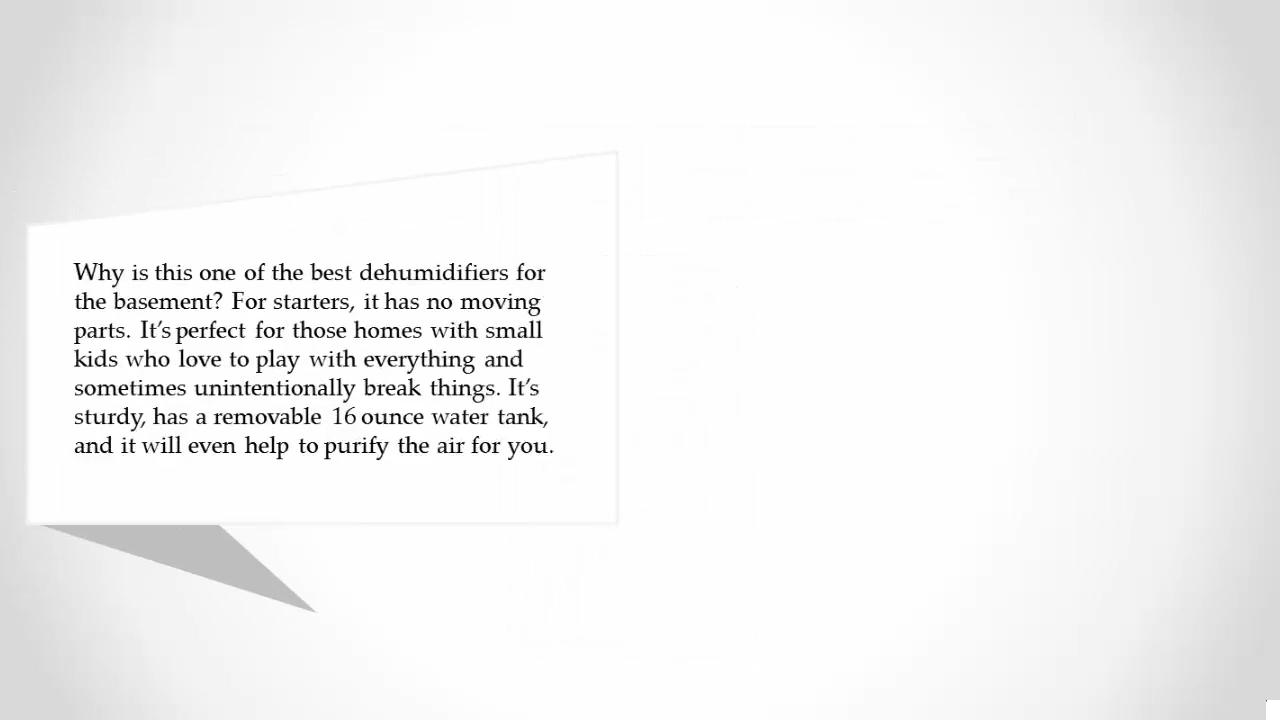 Why is this one of the best dehumidifiers for
the basement? For starters, it has no moving
parts. It's perfect for those homes with small
kids who love to play with everything and
sometimes unintentionally break things. It's
sturdy, has a removable 16 ounce water tank,
and it will even help to purify the air for you.